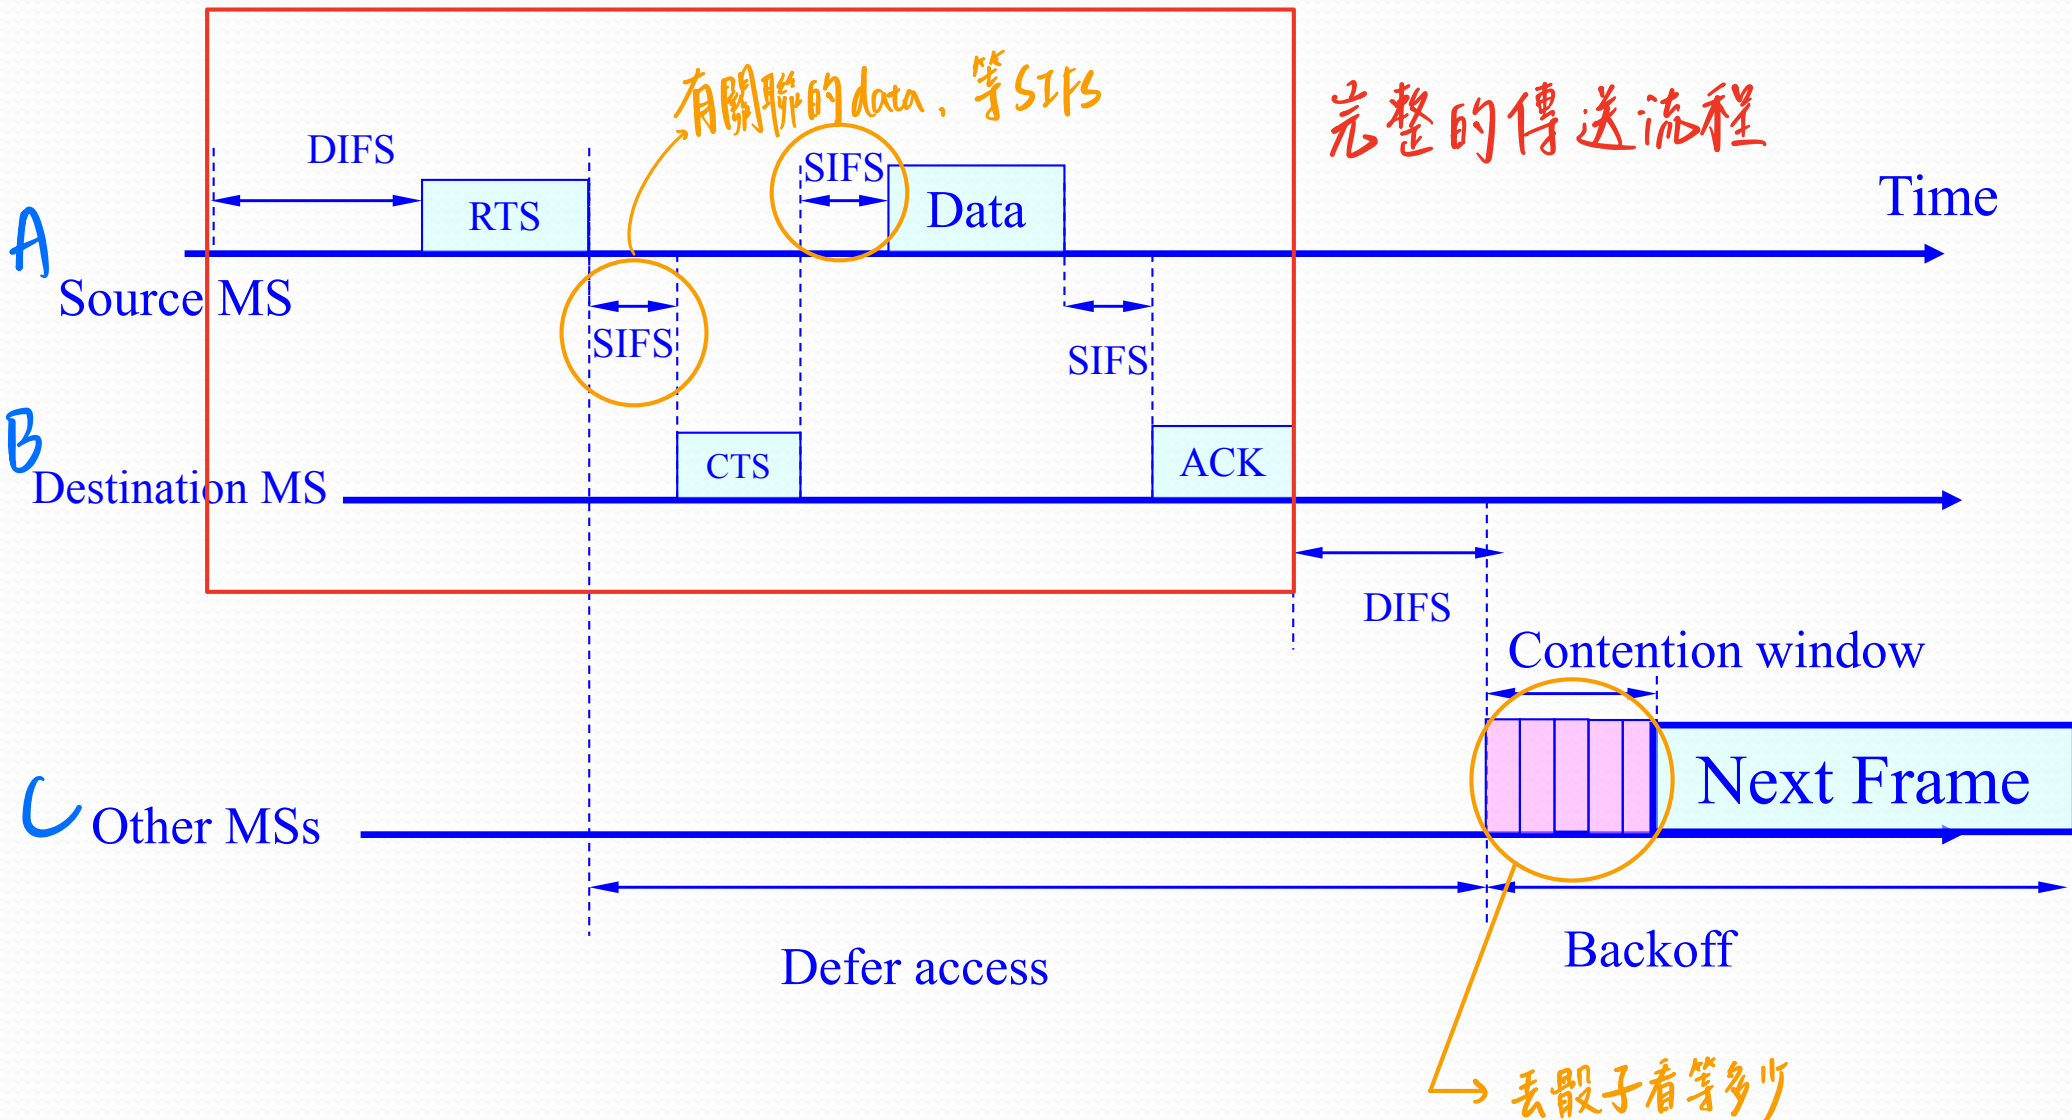 有關聯的data、等SIFS
完整的傳送流程
DIFS
SIFS
Time
RTS
Data
A
Source MS
SIFS
SIFS
B
CTS
ACK
Destination MS
DIFS
Contention window
Next Frame
C
Other MSs
Defer access
Backoff
丟骰子看等多少